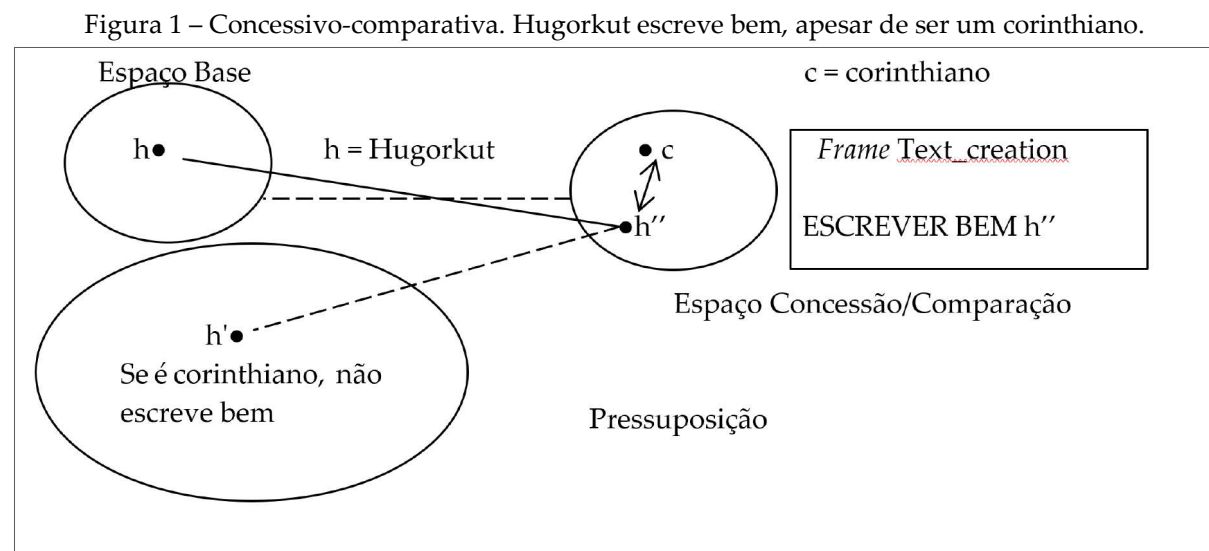 Figura 1 – Concessivo-comparativa. Hugorkut escreve bem, apesar de ser um corinthiano.
Espaço Base
c = corinthiano
h
h = Hugorkut
c
Frame Text_creation
h′′
ESCREVER BEM h′′
Espaço Concessão/Comparação
h'
Se é corinthiano, não
escreve bem
Pressuposição